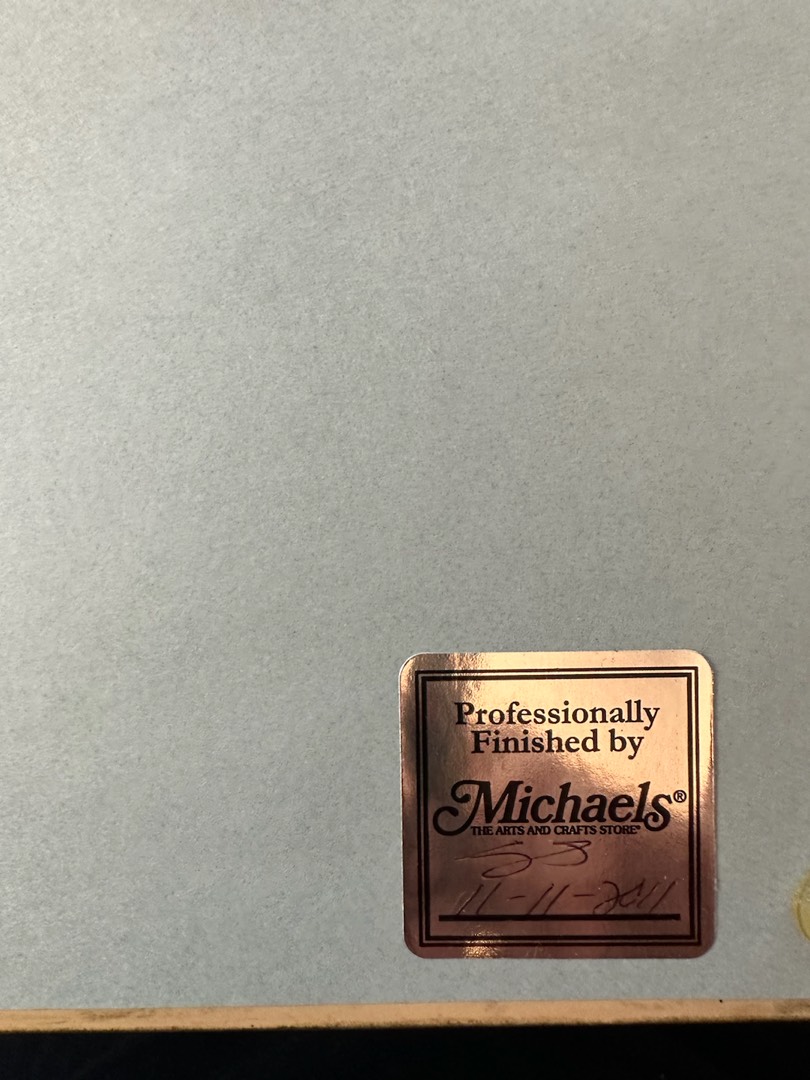 Professionally
Finished by
Michaels®
THE ARTS AND CRAFTS STORE®
11-11-2011